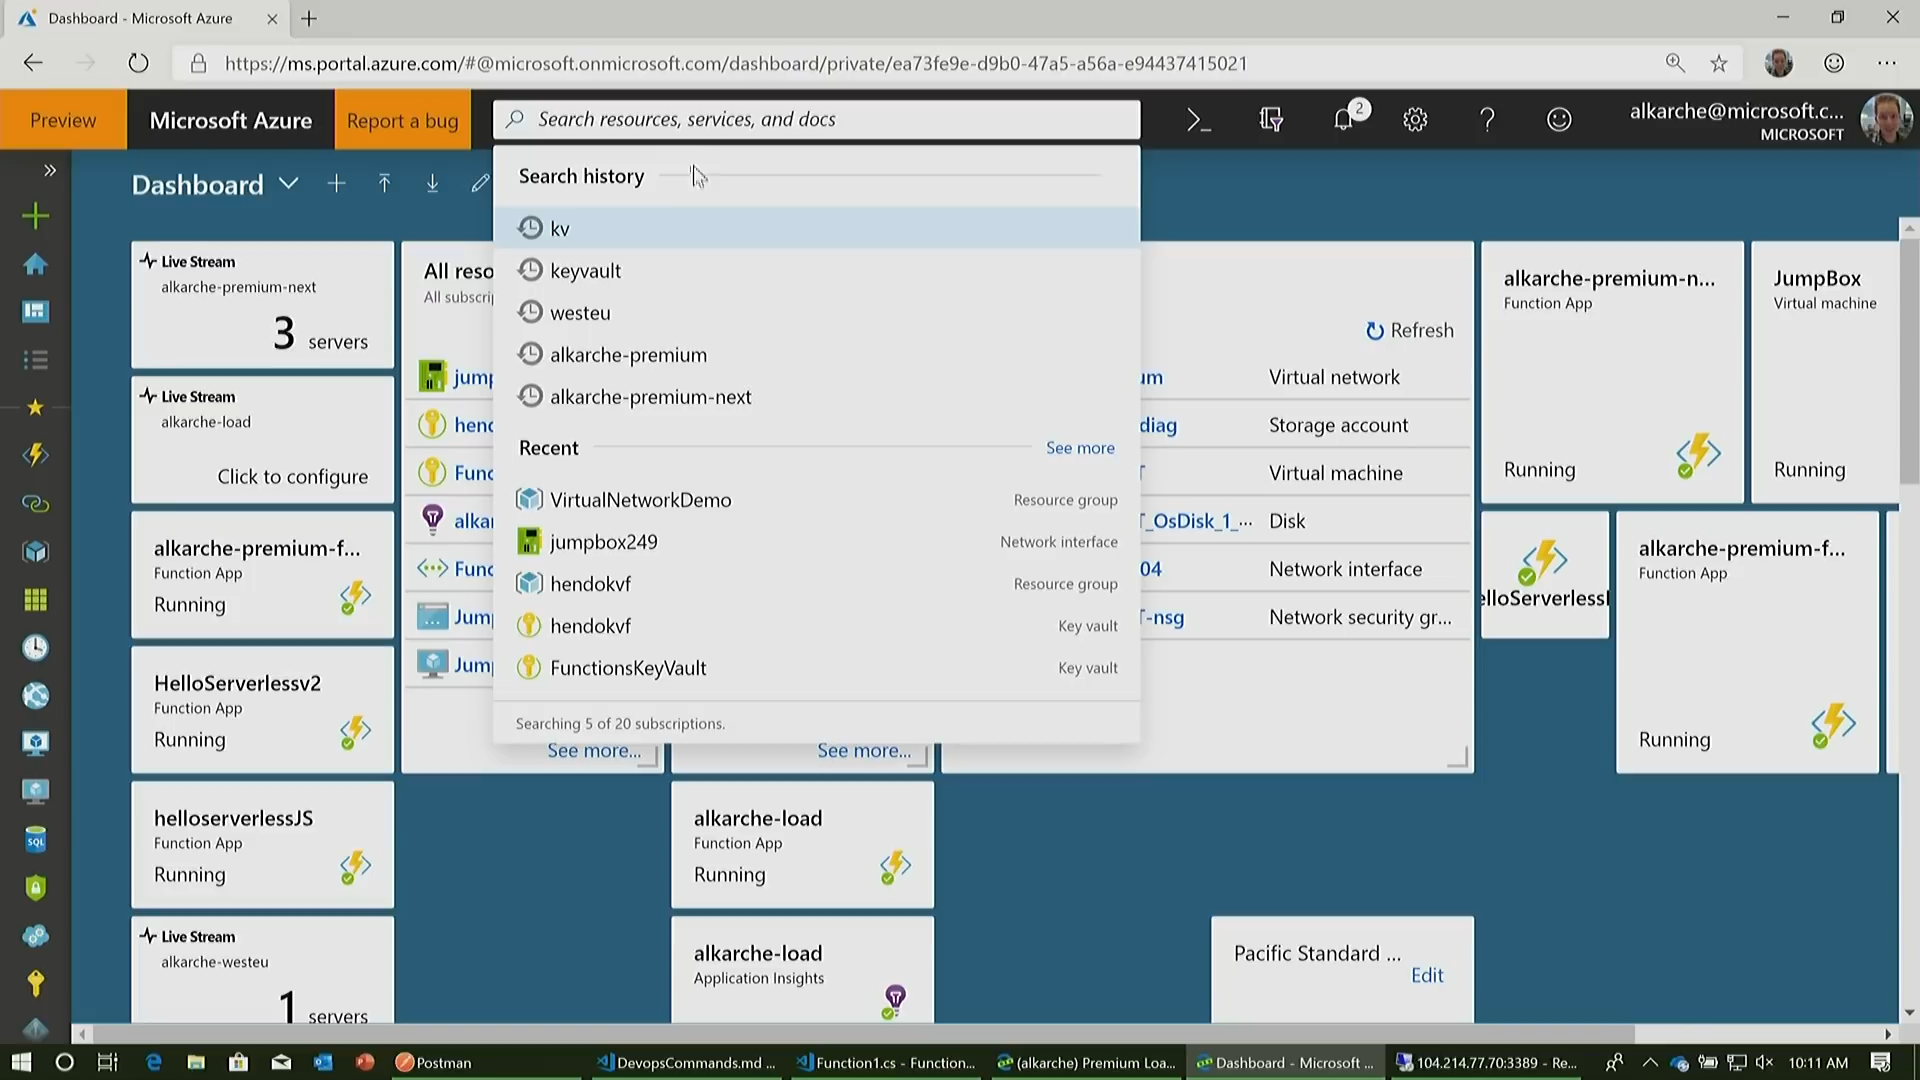 Dashboard - Microsoft Azure
https://ms.portal.azure.com/#@microsoft.onmicrosoft.com/dashboard/private/ea73fe9e-d9b0-47a5-a56a-e94437415021
Preview
Microsoft Azure
Report a bug
Search resources, services, and docs
2
alkarche@microsoft.c...
MICROSOFT
Dashboard
Search history
kv
keyvault
westeu
alkarche-premium
alkarche-premium-next
Recent
See more
VirtualNetworkDemo
Resource group
jumpbox249
Network interface
hendokvf
Resource group
hendokvf
Key vault
FunctionsKeyVault
Key vault
Searching 5 of 20 subscriptions.
Live Stream
alkarche-premium-next
3 servers
Live Stream
alkarche-load
Click to configure
alkarche-premium-f...
Function App
Running
HelloServerlessv2
Function App
Running
helloserverlessJS
Function App
Running
Live Stream
alkarche-westeu
1 servers
All reso
All subscri
jump
hend
Func
alkar
Func
Jump
Jump
See more...
See more...
Refresh
um
Virtual network
diag
Storage account
Virtual machine
T_OsDisk_1_...
Disk
04
Network interface
T-nsg
Network security gr...
alkarche-load
Function App
Running
alkarche-load
Application Insights
alkarche-premium-n...
Function App
Running
JumpBox
Virtual machine
Running
elloServerlessl
alkarche-premium-f...
Function App
Running
Pacific Standard ...
Edit
SQL
Postman
DevopsCommands.md ...
Function1.cs - Function...
(alkarche) Premium Loa...
Dashboard - Microsoft ...
104.214.77.70:3389 - Re...
10:11 AM